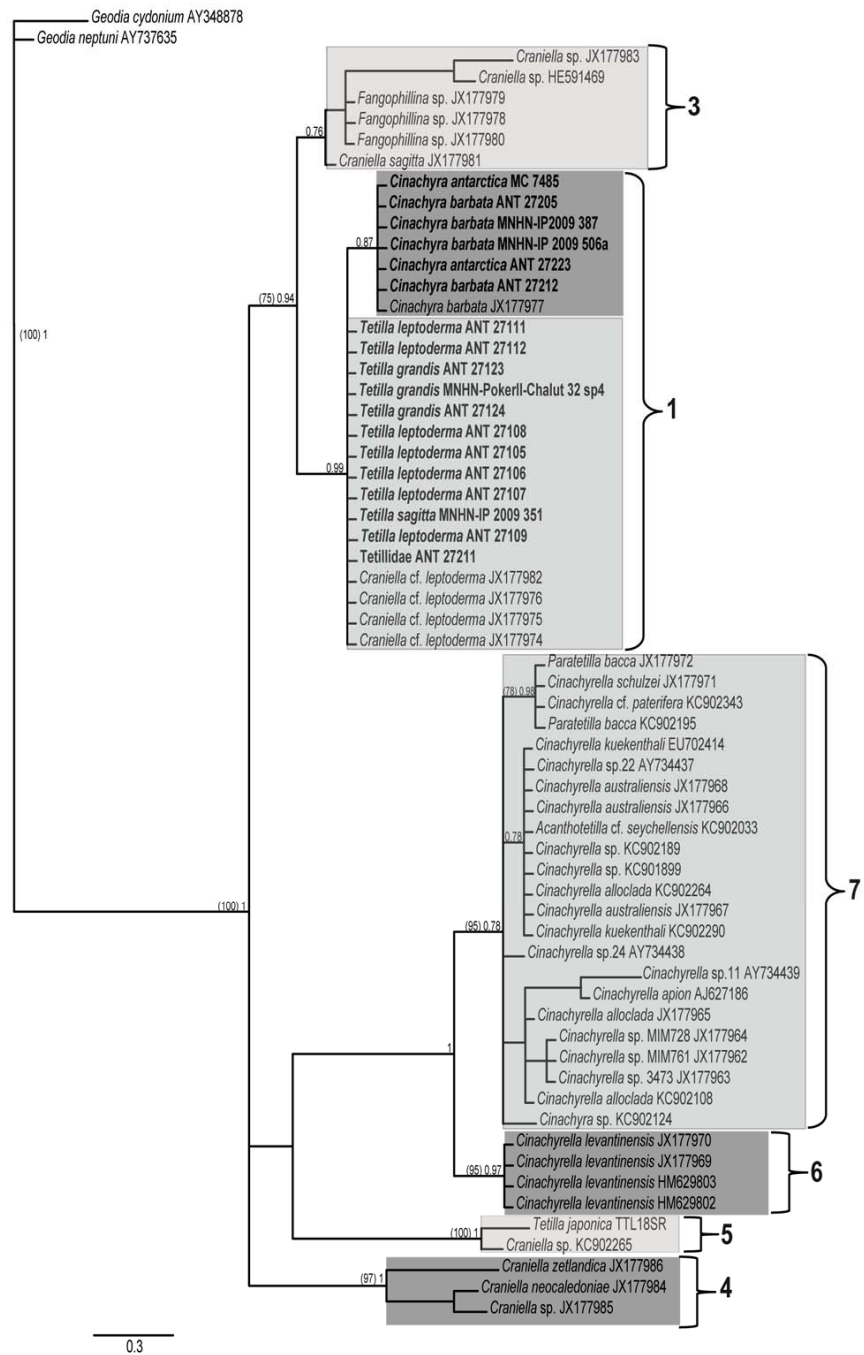 Geodia cydonium AY348878
Geodia neptuni AY737635
Craniella sp. JX177983
Craniella sp. HE591469
Fangophillina sp. JX177979
3
Fangophillina sp. JX177978
0.76
Fangophillina sp. JX177980
Craniella sagitta JX177981
Cinachyra antarctica MC 7485
Cinachyra barbata ANT 27205
Cinachyra barbata MNHN-IP2009 387
0.87
Cinachyra barbata MNHN-IP 2009 506a
Cinachyra antarctica ANT 27223
Cinachyra barbata ANT 27212
(75) 0.94
Cinachyra barbata JX177977
(100) 1
Tetilla leptoderma ANT 27111
Tetilla leptoderma ANT 27112
Tetilla grandis ANT 27123
Tetilla grandis MNHN-PokerII-Chalut 32 sp4
Tetilla grandis ANT 27124
1
Tetilla leptoderma ANT 27108
Tetilla leptoderma ANT 27105
0.99
Tetilla leptoderma ANT 27106
Tetilla leptoderma ANT 27107
Tetilla sagitta MNHN-IP 2009 351
Tetilla leptoderma ANT 27109
Tetillidae ANT 27211
Craniella cf. leptoderma JX177982
Craniella cf. leptoderma JX177976
Craniella cf. leptoderma JX177975
Craniella cf. leptoderma JX177974
Paratetilla bacca JX177972
Cinachyrella schulzei JX177971
(78) 0.98
Cinachyrella cf. paterifera KC902343
Paratetilla bacca KC902195
Cinachyrella kuekenthali EU702414
Cinachyrella sp.22 AY734437
Cinachyrella australiensis JX177968
Cinachyrella australiensis JX177966
0.78
Acanthotetilla cf. seychellensis KC902033
Cinachyrella sp. KC902189
Cinachyrella sp. KC901899
7
Cinachyrella alloclada KC902264
(100) 1
Cinachyrella australiensis JX177967
(95) 0.78
Cinachyrella kuekenthali KC902290
Cinachyrella sp.24 AY734438
Cinachyrella sp.11 AY734439
Cinachyrella apion AJ627186
Cinachyrella alloclada JX177965
Cinachyrella sp. MIM728 JX177964
1
Cinachyrella sp. MIM761 JX177962
Cinachyrella sp. 3473 JX177963
Cinachyrella alloclada KC902108
Cinachyra sp. KC902124
Cinachyrella levantinensis JX177970
Cinachyrella levantinensis JX177969
(95) 0.97
6
Cinachyrella levantinensis HM629803
Cinachyrella levantinensis HM629802
Tetilla japonica TTL18SR
(100) 1
5
Craniella sp. KC902265
Craniella zetlandica JX177986
(97) 1
4
Craniella neocaledoniae JX177984
Craniella sp. JX177985
0.3